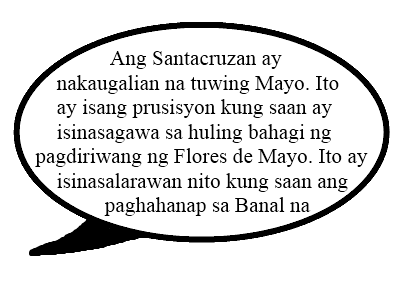 Ang Santacruzan ay
nakaugalian na tuwing Mayo. Ito
ay isang prusisyon kung saan ay
isinasagawa sa huling bahagi ng
pagdiriwang ng Flores de Mayo. Ito ay
isinasalarawan nito kung saan ang
paghahanap sa Banal na